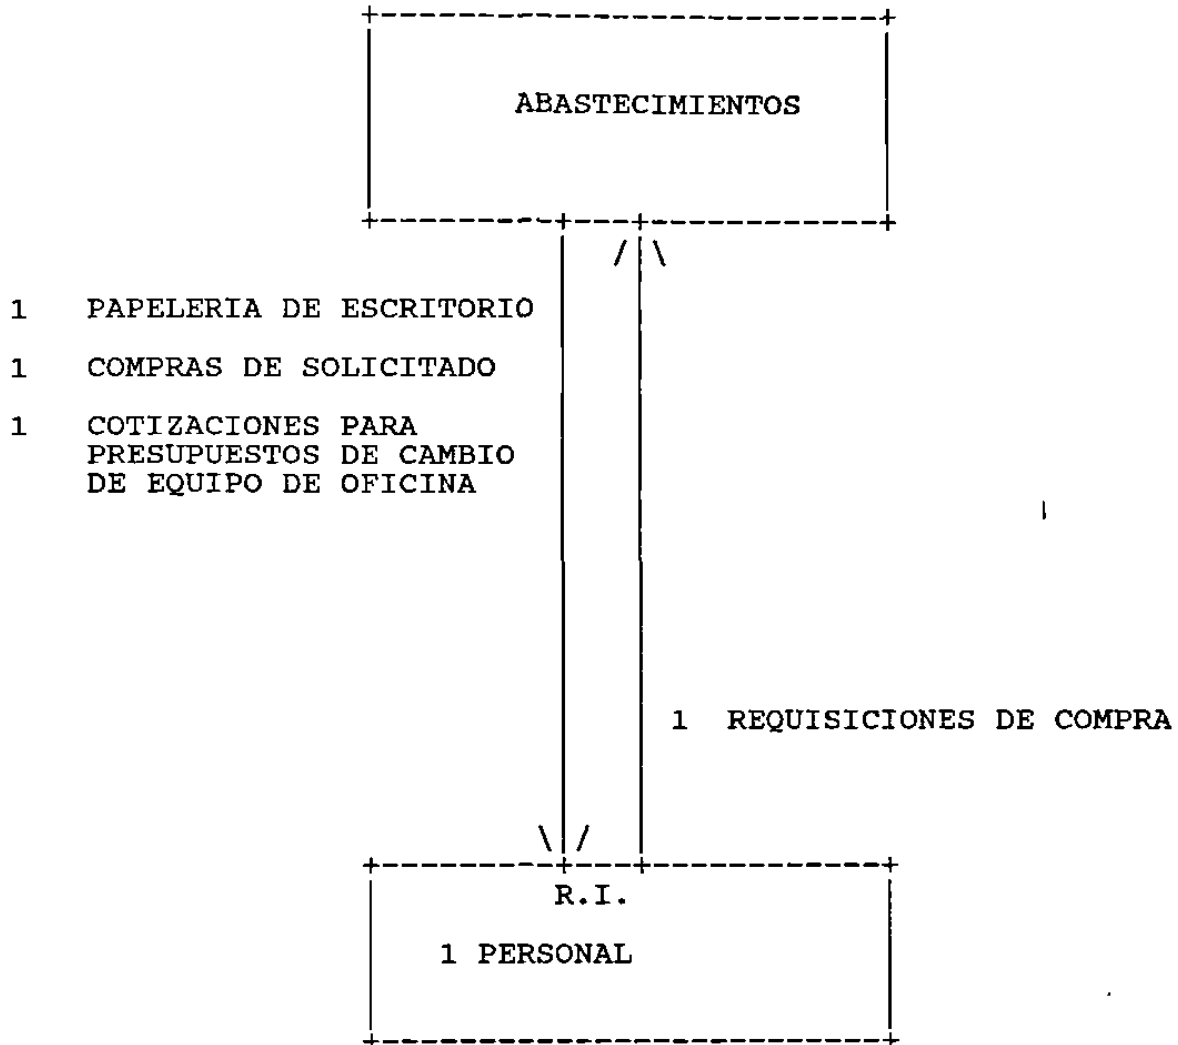 ABASTECIMIENTOS
1 PAPELERIA DE ESCRITORIO
1 COMPRAS DE SOLICITADO
1 COTIZACIONES PARA
PRESUPUESTOS DE CAMBIO
DE EQUIPO DE OFICINA
1 REQUISICIONES DE COMPRA
R.I.
1 PERSONAL